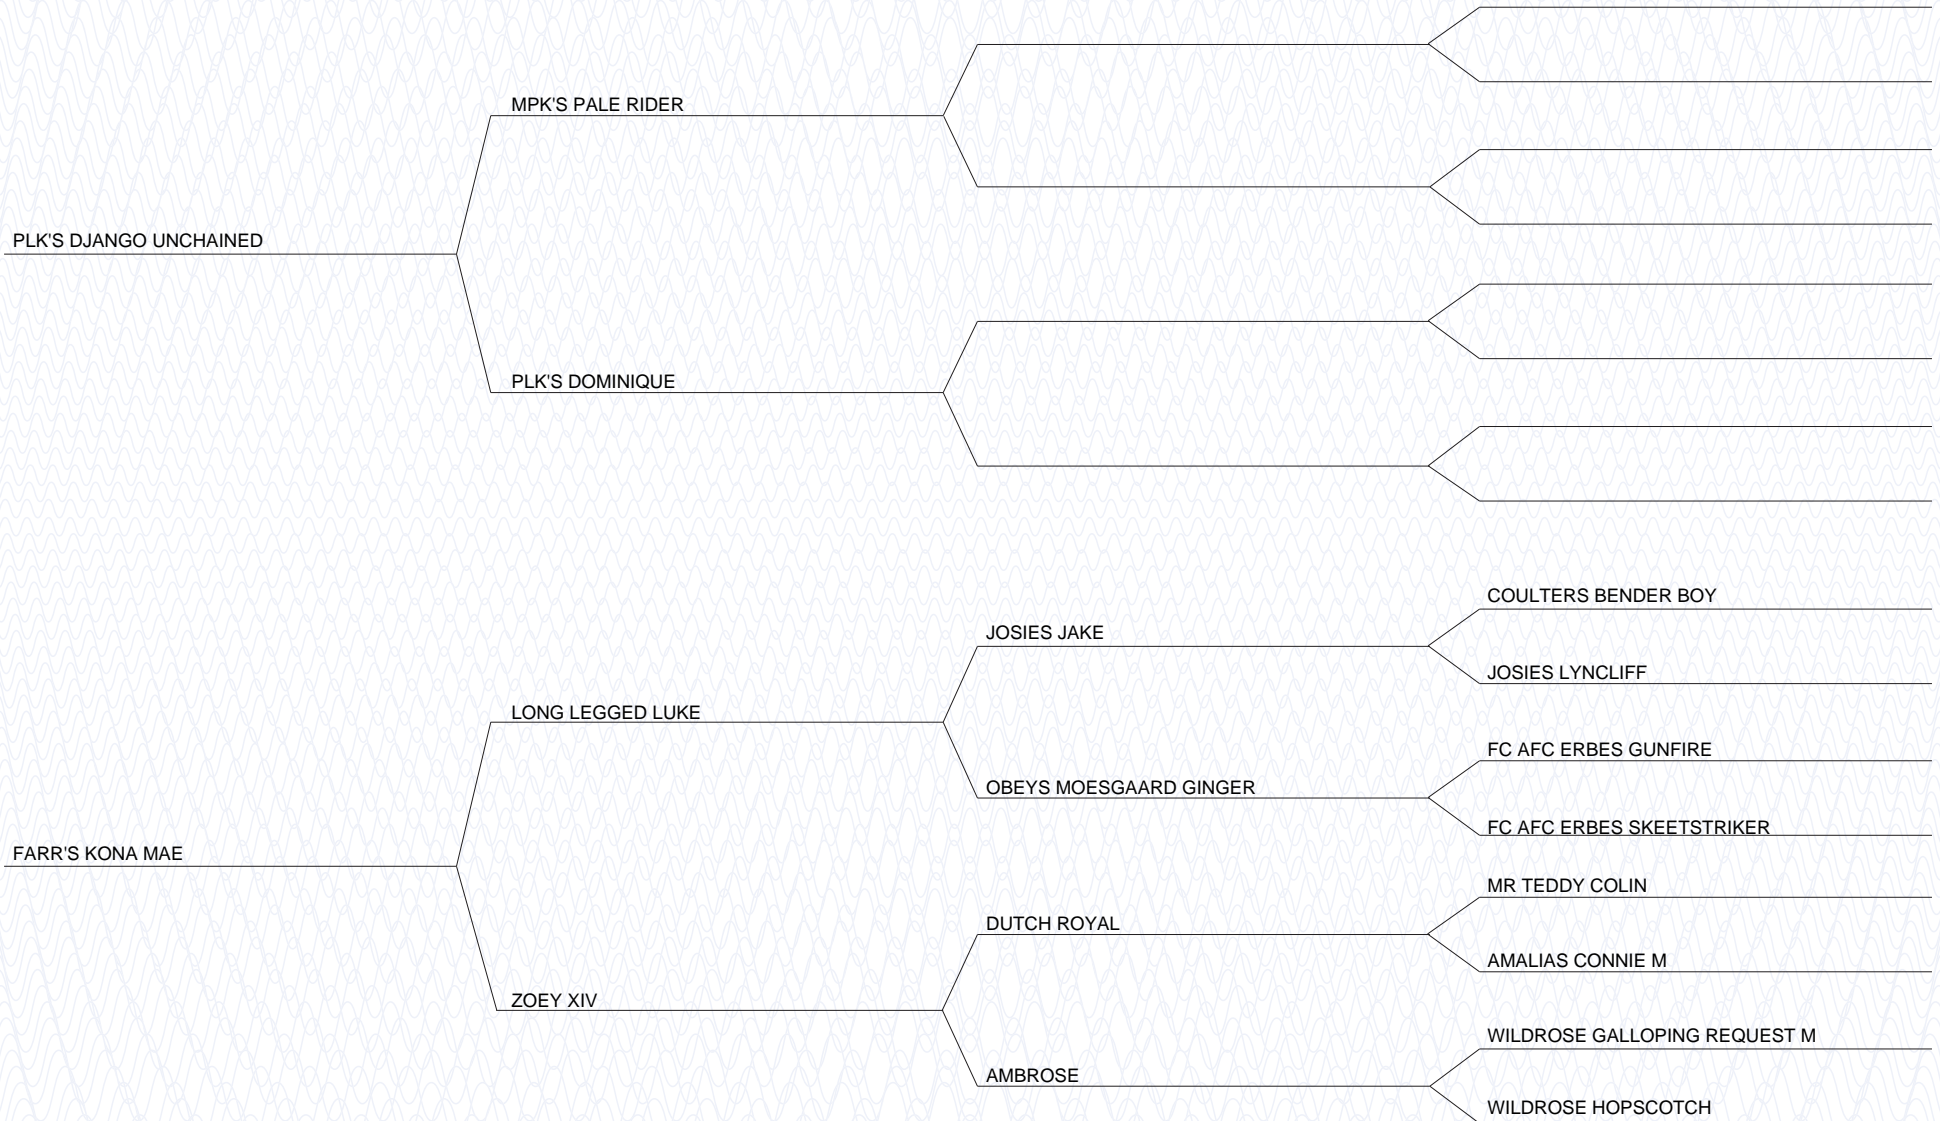 MPK'S PALE RIDER
PLK'S DJANGO UNCHAINED
PLK'S DOMINIQUE
COULTERS BENDER BOY
JOSIES JAKE
JOSIES LYNCLIFF
LONG LEGGED LUKE
FC AFC ERBES GUNFIRE
OBEYS MOESGAARD GINGER
FC AFC ERBES SKEETSTRIKER
FARR'S KONA MAE
MR TEDDY COLIN
DUTCH ROYAL
AMALIAS CONNIE M
ZOEY XIV
WILDROSE GALLOPING REQUEST M
AMBROSE
WILDROSE HOPSCOTCH